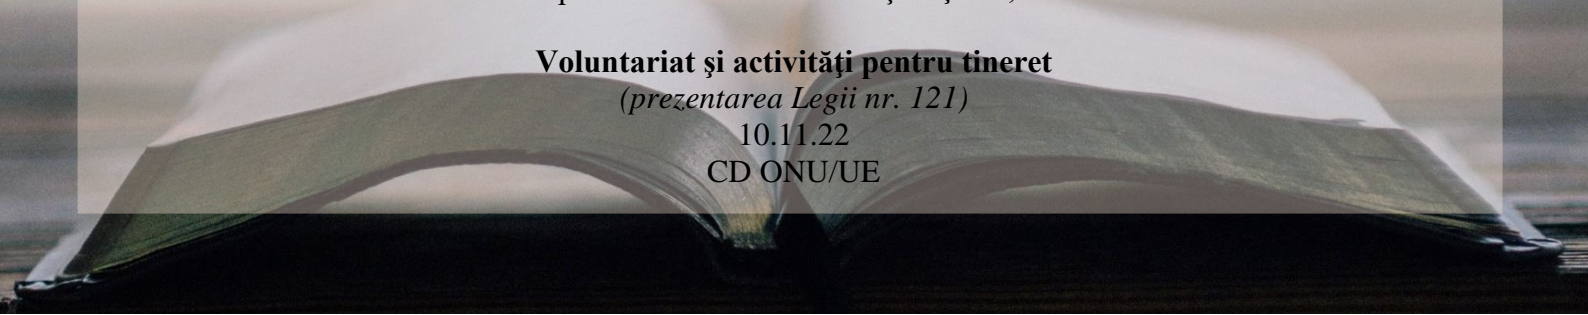 Voluntariat şi activităţi pentru tineret
(prezentarea Legii nr. 121)
10.11.22
CD ONU/UE